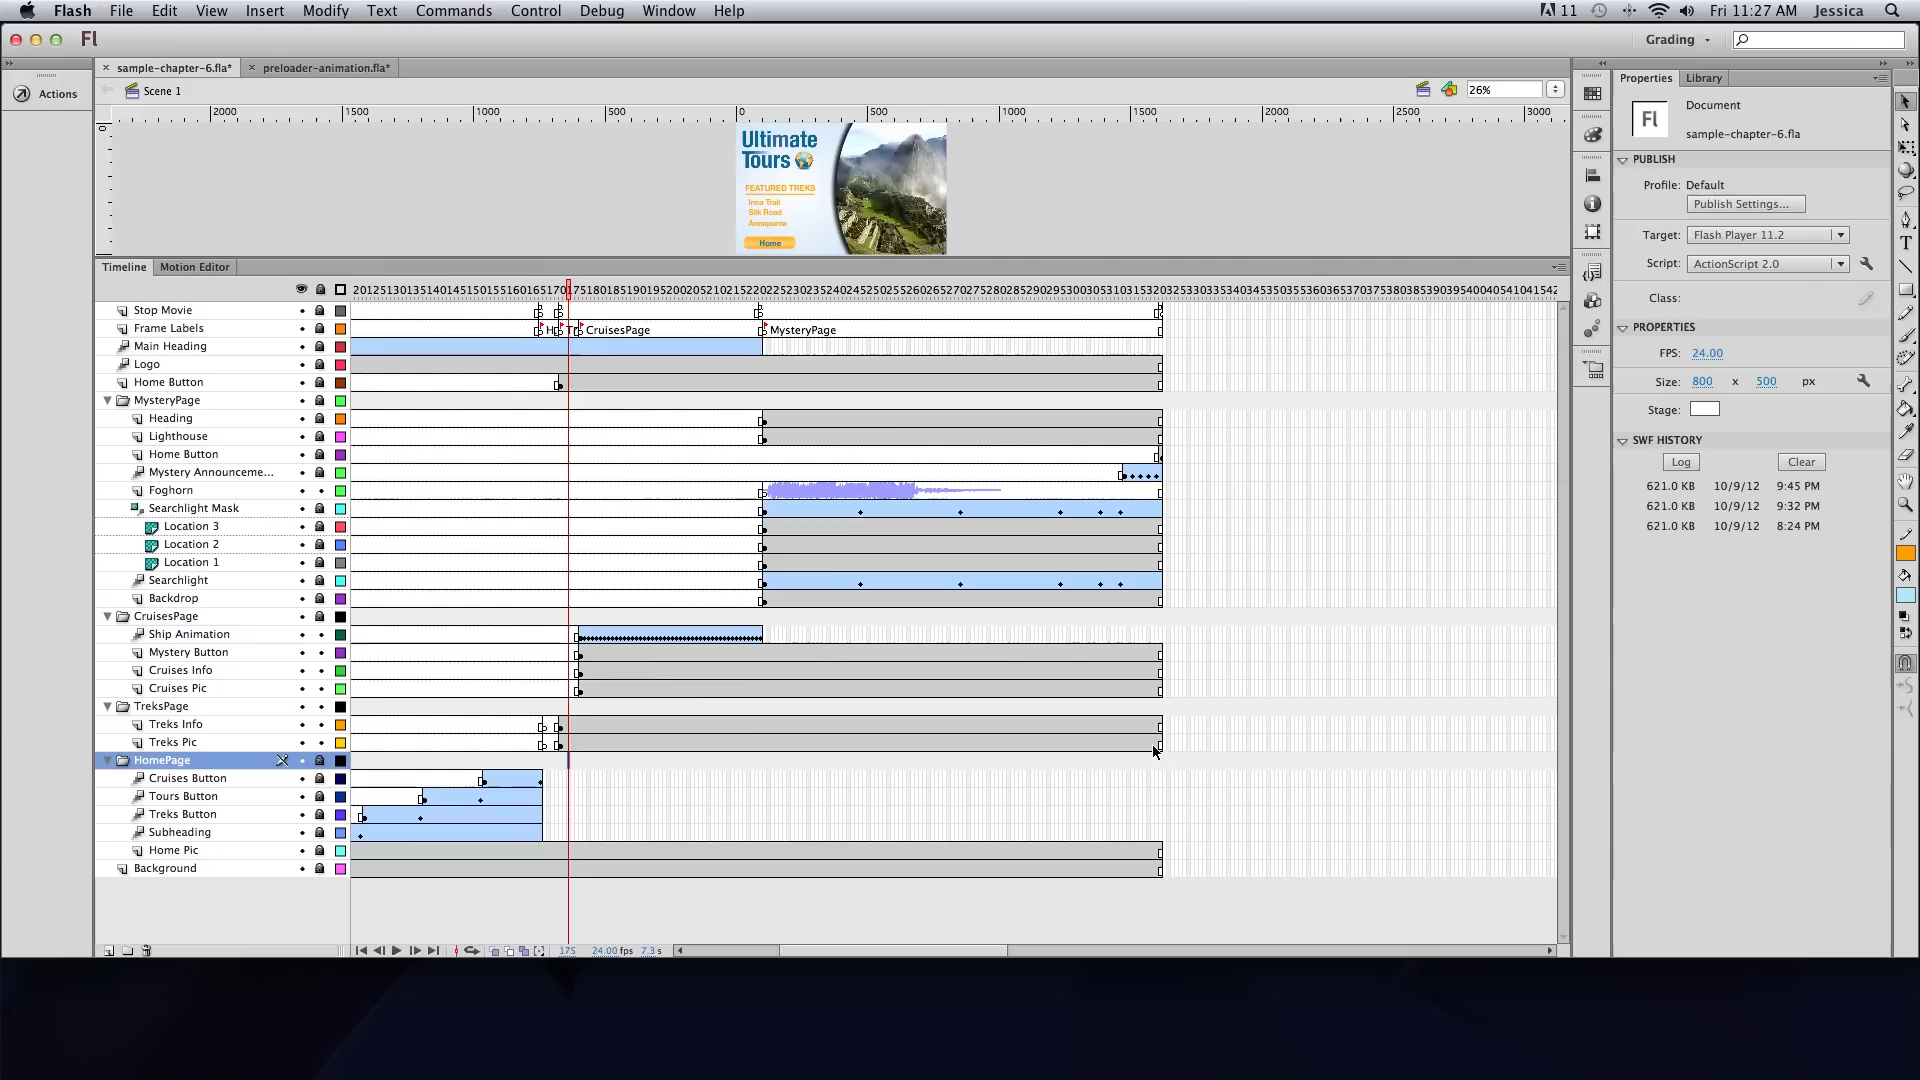 Flash File Edit View Insert Modify Text Commands Control Debug Window Help
11 Fri 11:27 AM Jessica
Fl Grading
sample-chapter-6.fla* preloader-animation.fla*
Actions
Scene 1 26%
2000 1500 1000 500 0 500 1000 1500 2000 3000
Ultimate
Tours
FEATURED TREKS
Inca Trail
Silk Road
Annapurna
Home
Timeline Motion Editor
Stop Movie
Frame Labels CruisesPage MysteryPage
Main Heading
Logo
Home Button
MysteryPage
Heading
Lighthouse
Home Button
Mystery Announceme...
Foghorn
Searchlight Mask
Location 3
Location 2
Location 1
Searchlight
Backdrop
CruisesPage
Ship Animation
Mystery Button
Cruises Info
Cruises Pic
TreksPage
Treks Info
Treks Pic
HomePage
Cruises Button
Tours Button
Treks Button
Subheading
Home Pic
Background
175 24.00 fps 7.3 s
Properties Library
Fl
Document
sample-chapter-6.fla
PUBLISH
Profile: Default
Publish Settings...
Target: Flash Player 11.2
Script: ActionScript 2.0
Class:
PROPERTIES
FPS: 24.00
Size: 800 x 500 px
Stage:
SWF HISTORY
Log Clear
621.0 KB 10/9/12 9:45 PM
621.0 KB 10/9/12 9:32 PM
621.0 KB 10/9/12 8:24 PM